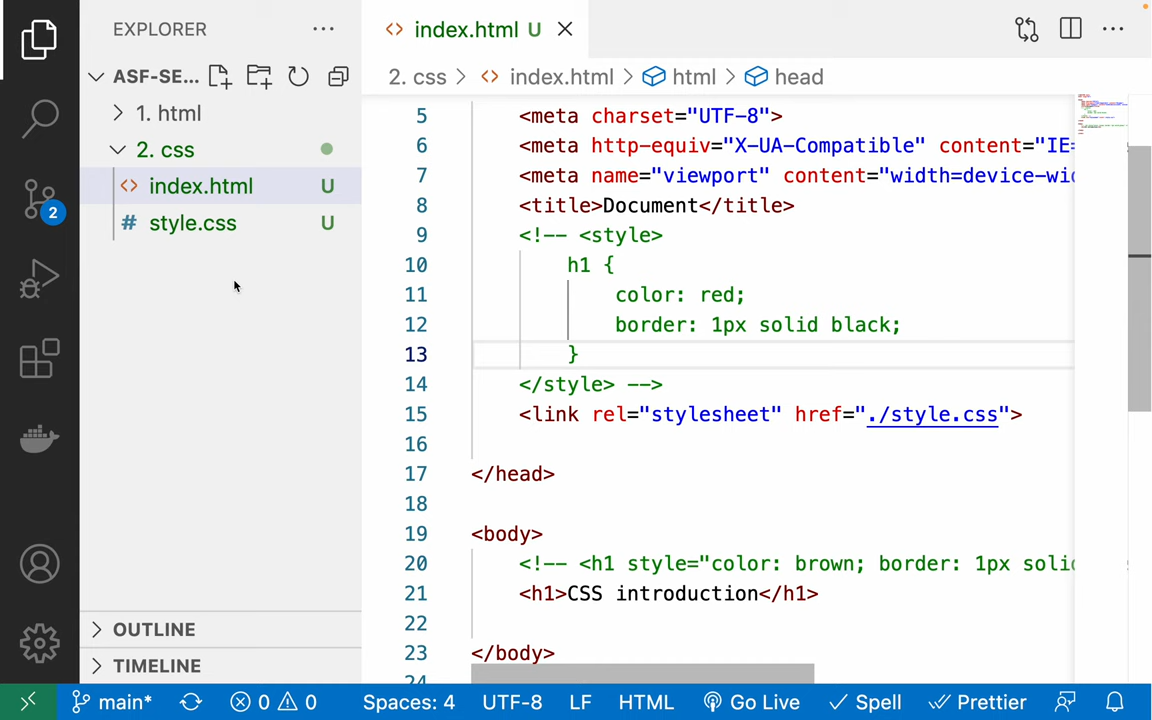 EXPLORER
ASF-SE...
1. html
2. css
index.html U
style.css U
OUTLINE
TIMELINE
index.html U
2. css > index.html > html > head
5 <meta charset="UTF-8">
6 <meta http-equiv="X-UA-Compatible" content="IE=
7 <meta name="viewport" content="width=device-wid
8 <title>Document</title>
9 <!-- <style>
10 h1 {
11 color: red;
12 border: 1px solid black;
13 }
14 </style> -->
15 <link rel="stylesheet" href="./style.css">
16
17 </head>
18
19 <body>
20 <!-- <h1 style="color: brown; border: 1px solid
21 <h1>CSS introduction</h1>
22
23 </body>
24
2
main* 0 0 Spaces: 4 UTF-8 LF HTML Go Live Spell Prettier